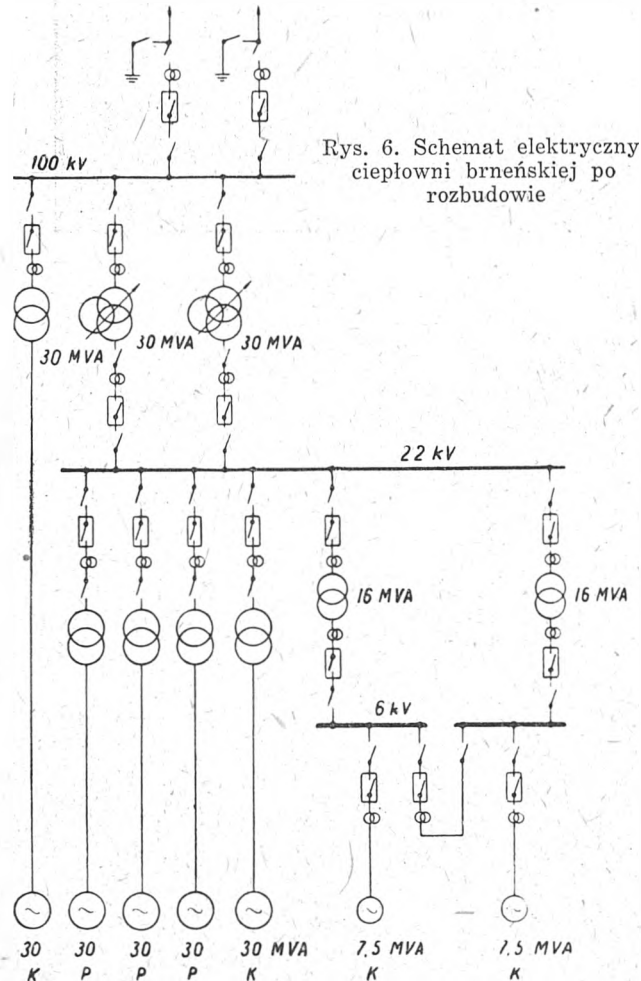 Rys. 6. Schemat elektryczny
ciepłowni brneńskiej po
rozbudowie
100 kV
30 MVA
30 MVA
30 MVA
22 kV
16 MVA
16 MVA
6 kV
30 30 30 30 30 MVA 7,5 MVA 7,5 MVA
K P P P K K K